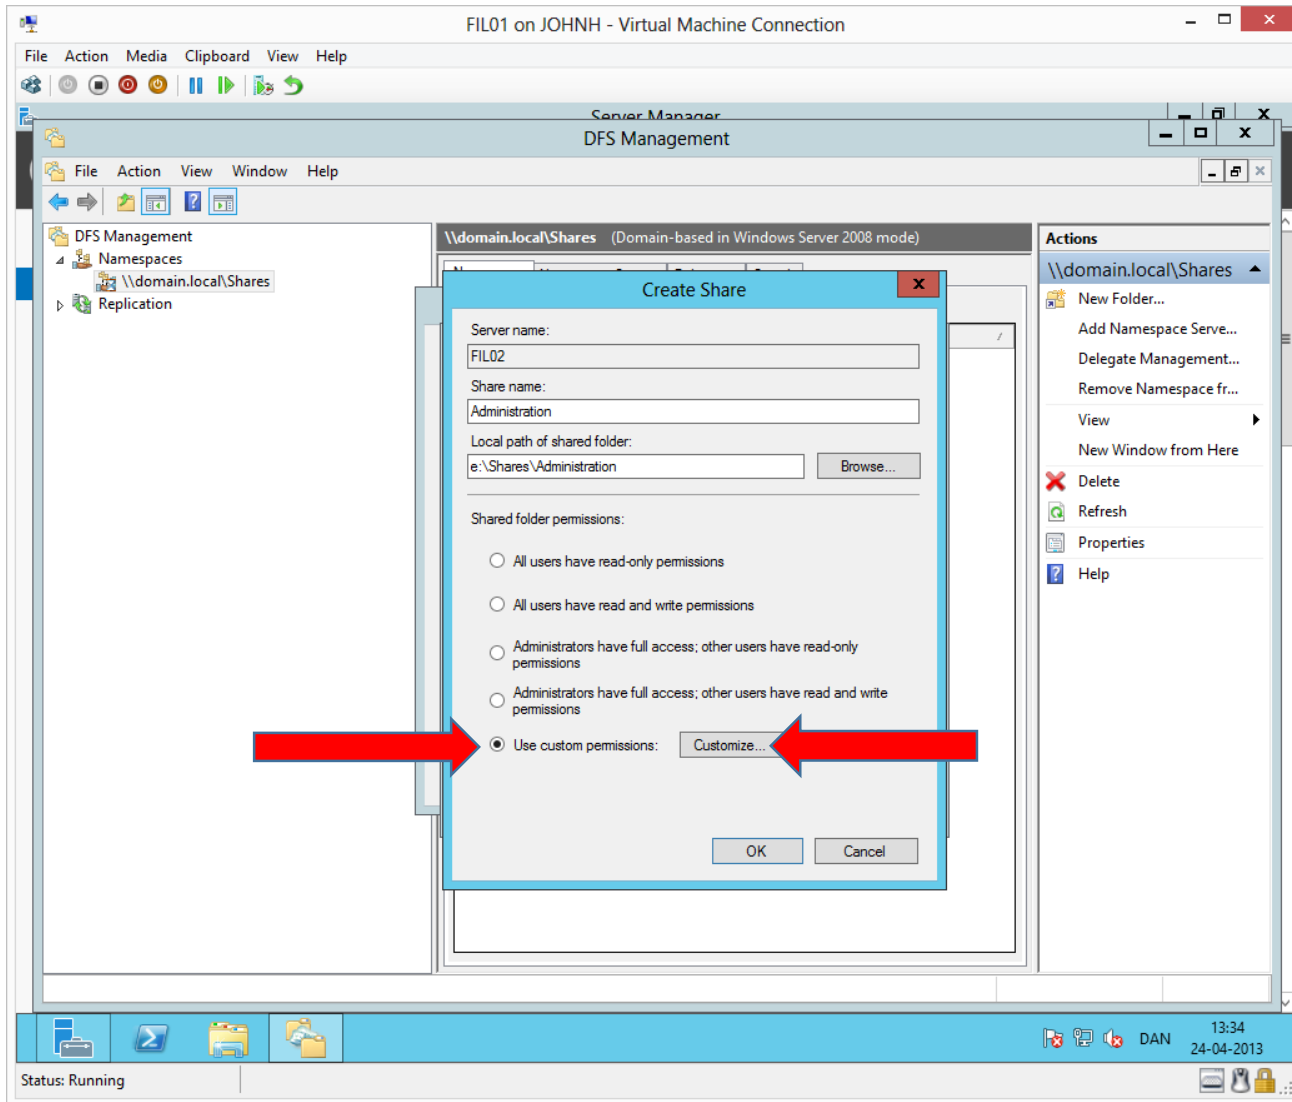 FIL01 on JOHNH - Virtual Machine Connection
File Action Media Clipboard View Help
Server Manager
DFS Management
File Action View Window Help
DFS Management
Namespaces
\\domain.local\Shares
Replication
\\domain.local\Shares (Domain-based in Windows Server 2008 mode)
Create Share
Server name:
FIL02
Share name:
Administration
Local path of shared folder:
e:\Shares\Administration
Browse...
Shared folder permissions:
All users have read-only permissions
All users have read and write permissions
Administrators have full access; other users have read-only
permissions
Administrators have full access; other users have read and write
permissions
Use custom permissions:
Customize...
OK
Cancel
Actions
\\domain.local\Shares
New Folder...
Add Namespace Serve...
Delegate Management...
Remove Namespace fr...
View
New Window from Here
Delete
Refresh
Properties
Help
DAN
13:34
24-04-2013
Status: Running